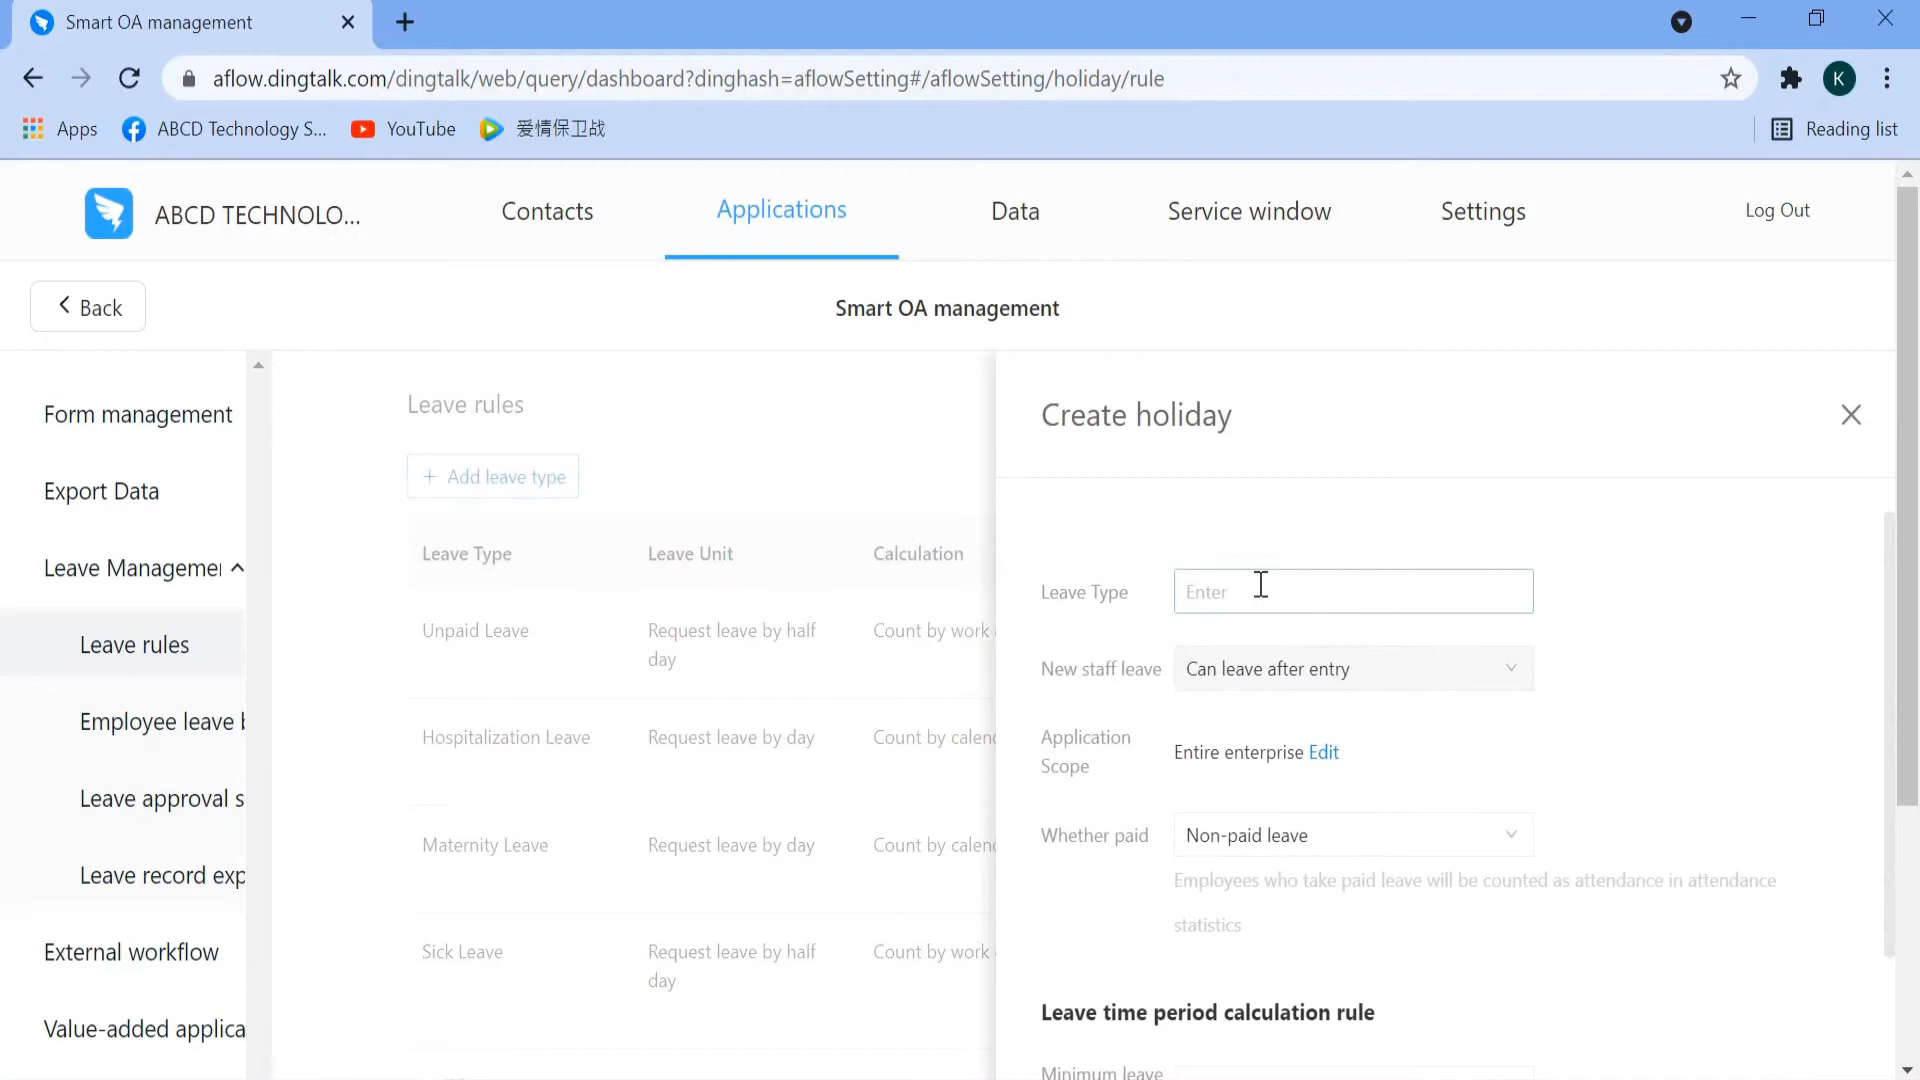 Smart OA management
aflow.dingtalk.com/dingtalk/web/query/dashboard?dinghash=aflowSetting#/aflowSetting/holiday/rule
K
Apps
ABCD Technology S...
YouTube
爱情保卫战
Reading list
ABCD TECHNOLO...
Contacts
Applications
Data
Service window
Settings
Log Out
Back
Smart OA management
Form management
Export Data
Leave Managemei
Leave rules
Employee leave b
Leave approval s
Leave record exp
External workflow
Value-added applica
Leave rules
+ Add leave type
Leave Type Leave Unit Calculation
Unpaid Leave Request leave by half day Count by work
Hospitalization Leave Request leave by day Count by calen
Maternity Leave Request leave by day Count by calen
Sick Leave Request leave by half day Count by work
Create holiday
Leave Type Enter
New staff leave Can leave after entry
Application Scope Entire enterprise Edit
Whether paid Non-paid leave
Employees who take paid leave will be counted as attendance in attendance
statistics
Leave time period calculation rule
Minimum leave